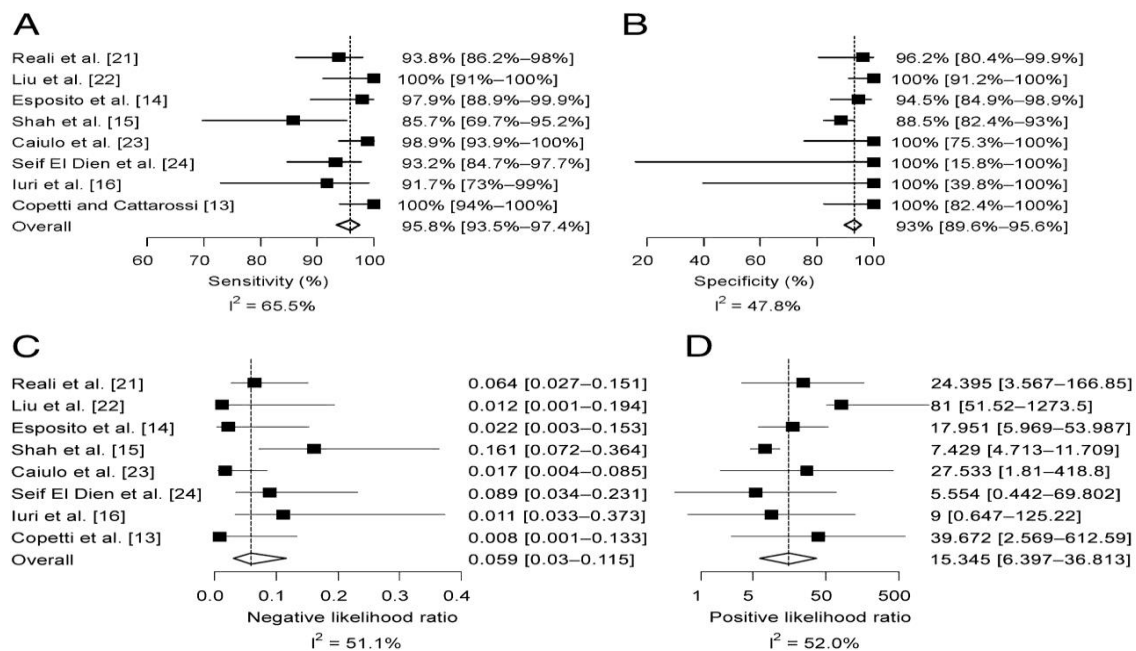 A
Reali et al. [21] 93.8% [86.2%–98%]
Liu et al. [22] 100% [91%–100%]
Esposito et al. [14] 97.9% [88.9%–99.9%]
Shah et al. [15] 85.7% [69.7%–95.2%]
Caiulo et al. [23] 98.9% [93.9%–100%]
Seif El Dien et al. [24] 93.2% [84.7%–97.7%]
Iuri et al. [16] 91.7% [73%–99%]
Copetti and Cattarossi [13] 100% [94%–100%]
Overall 95.8% [93.5%–97.4%]
60 70 80 90 100
Sensitivity (%)
I² = 65.5%
B
96.2% [80.4%–99.9%]
100% [91.2%–100%]
94.5% [84.9%–98.9%]
88.5% [82.4%–93%]
100% [75.3%–100%]
100% [15.8%–100%]
100% [39.8%–100%]
100% [82.4%–100%]
93% [89.6%–95.6%]
20 40 60 80 100
Specificity (%)
I² = 47.8%
C
Reali et al. [21] 0.064 [0.027–0.151]
Liu et al. [22] 0.012 [0.001–0.194]
Esposito et al. [14] 0.022 [0.003–0.153]
Shah et al. [15] 0.161 [0.072–0.364]
Caiulo et al. [23] 0.017 [0.004–0.085]
Seif El Dien et al. [24] 0.089 [0.034–0.231]
Iuri et al. [16] 0.011 [0.033–0.373]
Copetti et al. [13] 0.008 [0.001–0.133]
Overall 0.059 [0.03–0.115]
0.0 0.1 0.2 0.3 0.4
Negative likelihood ratio
I² = 51.1%
D
24.395 [3.567–166.85]
81 [51.52–1273.5]
17.951 [5.969–53.987]
7.429 [4.713–11.709]
27.533 [1.81–418.8]
5.554 [0.442–69.802]
9 [0.647–125.22]
39.672 [2.569–612.59]
15.345 [6.397–36.813]
1 5 50 500
Positive likelihood ratio
I² = 52.0%